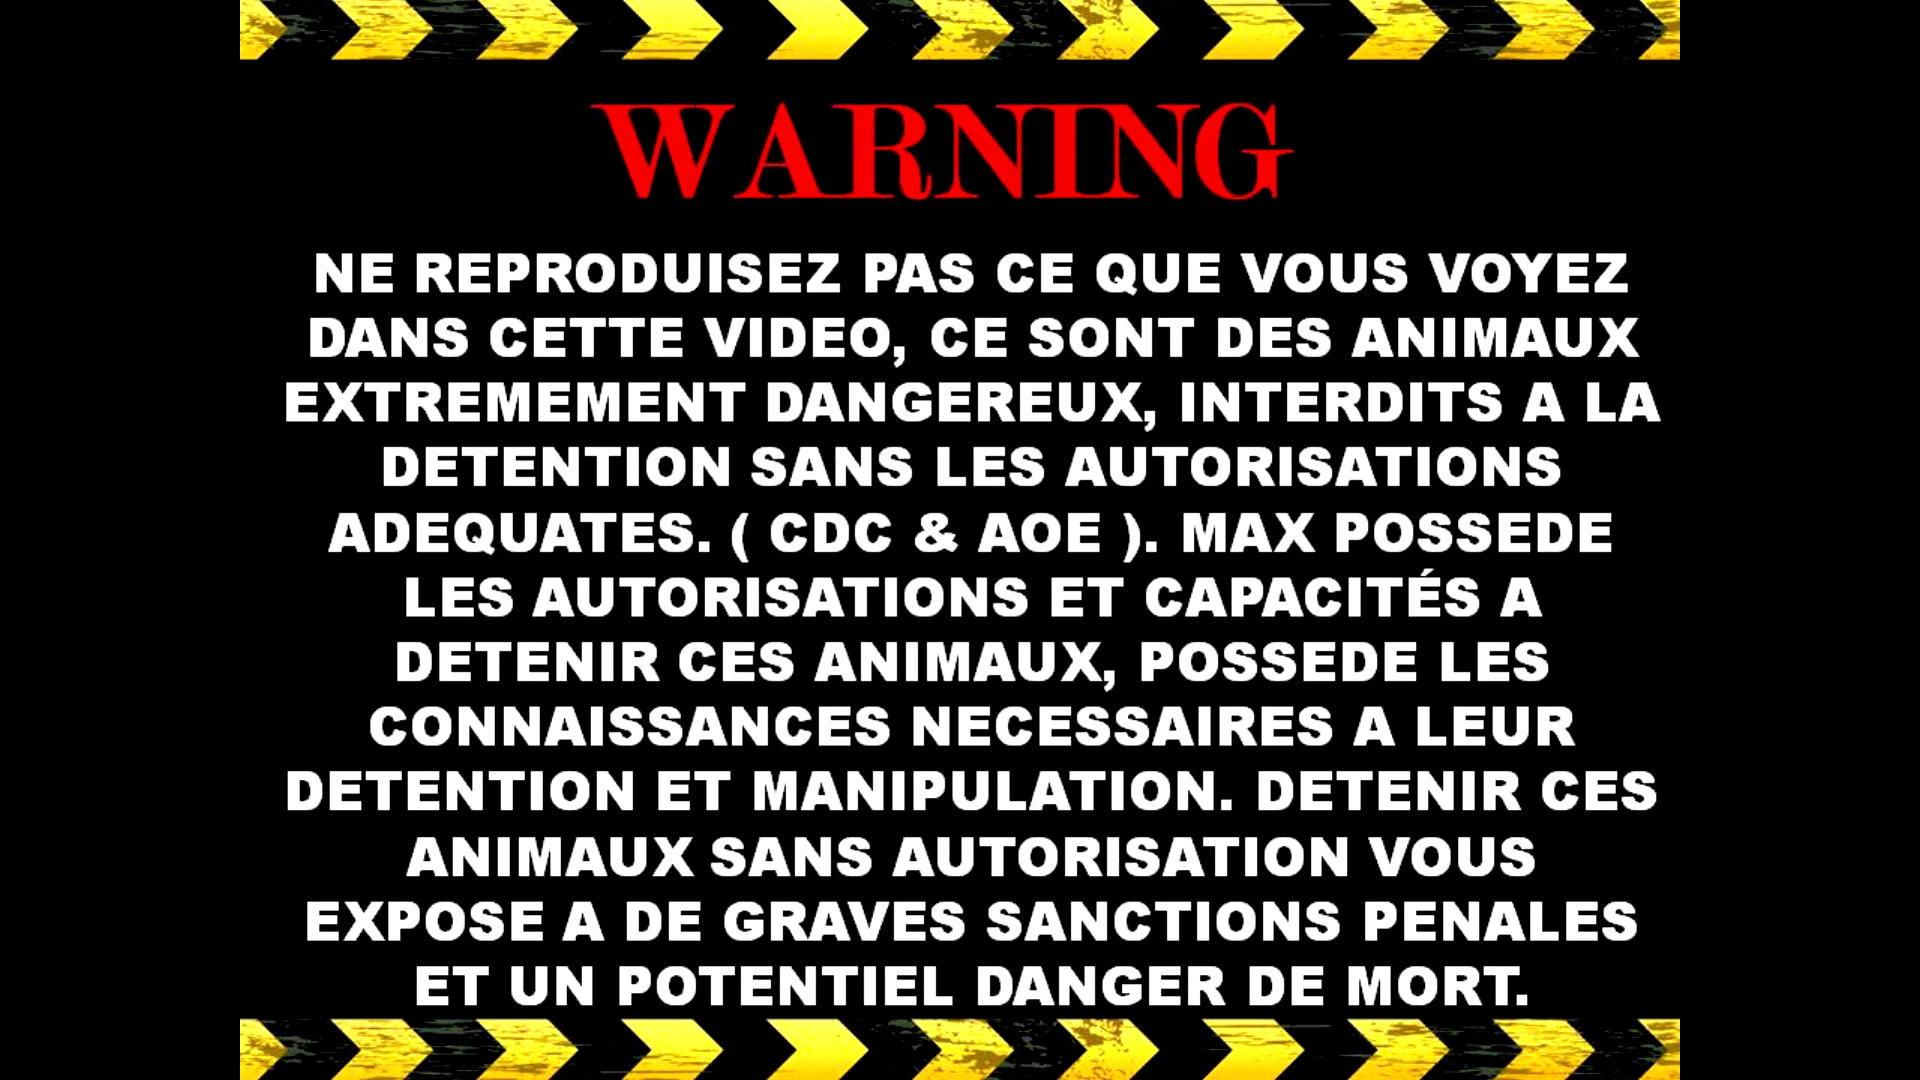 WARNING
NE REPRODUISEZ PAS CE QUE VOUS VOYEZ
DANS CETTE VIDEO, CE SONT DES ANIMAUX
EXTREMEMENT DANGEREUX, INTERDITS A LA
DETENTION SANS LES AUTORISATIONS
ADEQUATES. ( CDC & AOE ). MAX POSSEDE
LES AUTORISATIONS ET CAPACITÉS A
DETENIR CES ANIMAUX, POSSEDE LES
CONNAISSANCES NECESSAIRES A LEUR
DETENTION ET MANIPULATION. DETENIR CES
ANIMAUX SANS AUTORISATION VOUS
EXPOSE A DE GRAVES SANCTIONS PENALES
ET UN POTENTIEL DANGER DE MORT.